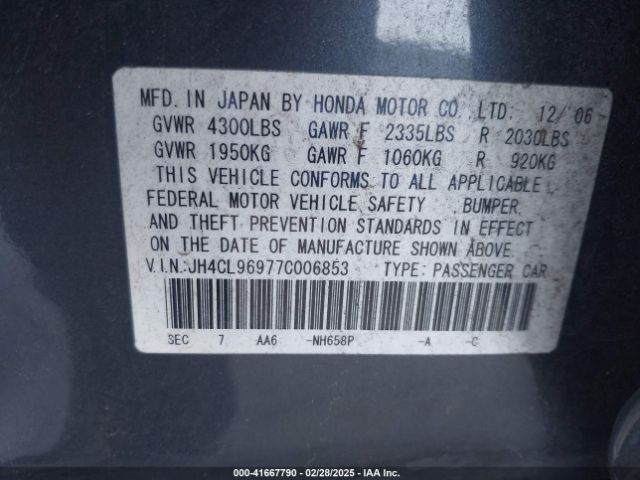 MFD. IN JAPAN BY HONDA MOTOR CO., LTD. 12/'06
GVWR 4300LBS GAWR F 2335LBS R 2030LBS
GVWR 1950KG GAWR F 1060KG R 920KG
THIS VEHICLE CONFORMS TO ALL APPLICABLE
FEDERAL MOTOR VEHICLE SAFETY , BUMPER,
AND THEFT PREVENTION STANDARDS IN EFFECT
ON THE DATE OF MANUFACTURE SHOWN ABOVE.
V.I.N.:JH4CL96977C006853 TYPE: PASSENGER CAR
SEC 7 AA6 -NH658P -A -C
000-41667790 - 02/28/2025 - IAA Inc.